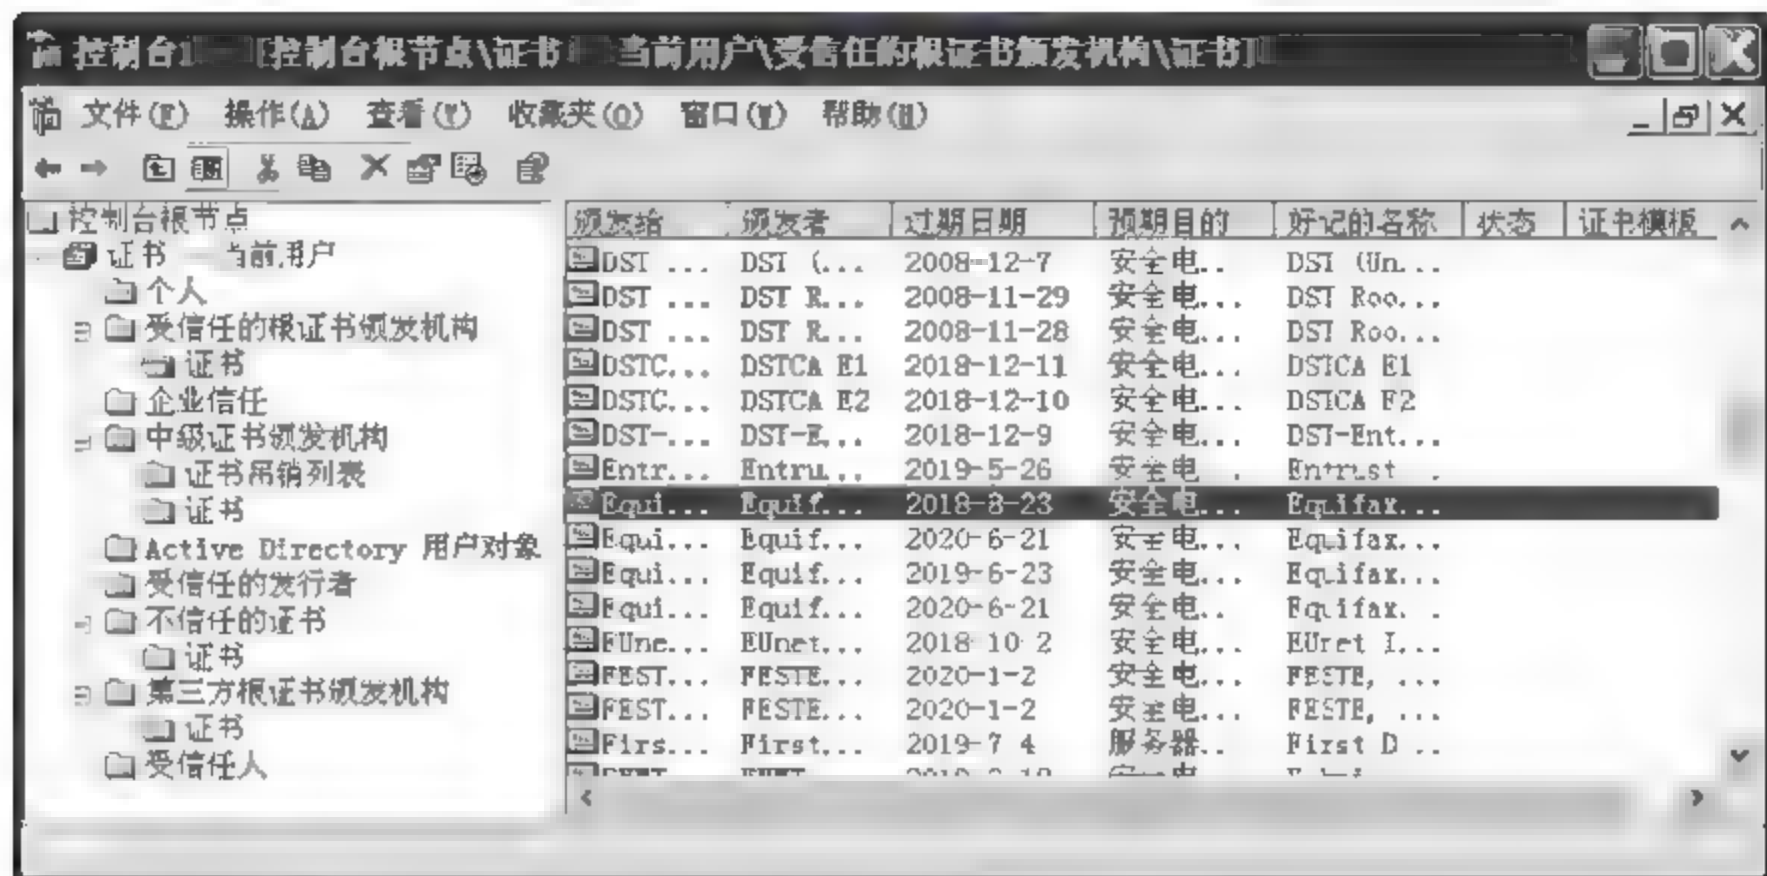 控制台 [控制台根节点\证书 当前用户\受信任的根证书颁发机构\证书]
文件(F) 操作(A) 查看(V) 收藏夹(O) 窗口(W) 帮助(H)
控制台根节点
证书 - 当前用户
个人
受信任的根证书颁发机构
证书
企业信任
中级证书颁发机构
证书吊销列表
证书
Active Directory 用户对象
受信任的发行者
不信任的证书
证书
第三方根证书颁发机构
证书
受信任人
颁发给 颁发者 过期日期 预期目的 好记的名称 状态 证书模板
DST ... DST (... 2008-12-7 安全电... DST (Un...
DST ... DST R... 2008-11-29 安全电... DST Roo...
DST ... DST R... 2008-11-28 安全电... DST Roo...
DSTC... DSTCA E1 2018-12-11 安全电... DSTCA E1
DSTC... DSTCA E2 2018-12-10 安全电... DSTCA E2
DST-... DST-E... 2018-12-9 安全电... DST-Ent...
Entr... Entru... 2019-5-26 安全电... Entrust ...
Equi... Equif... 2018-8-23 安全电... Equifax...
Equi... Equif... 2020-6-21 安全电... Equifax...
Equi... Equif... 2019-6-23 安全电... Equifax...
Equi... Equif... 2020-6-21 安全电... Equifax...
EUne... EUnet... 2018-10-2 安全电... EUnet I...
FEST... FESTE... 2020-1-2 安全电... FESTE, ...
FEST... FESTE... 2020-1-2 安全电... FESTE, ...
Firs... First... 2019-7-4 服务器... First D...